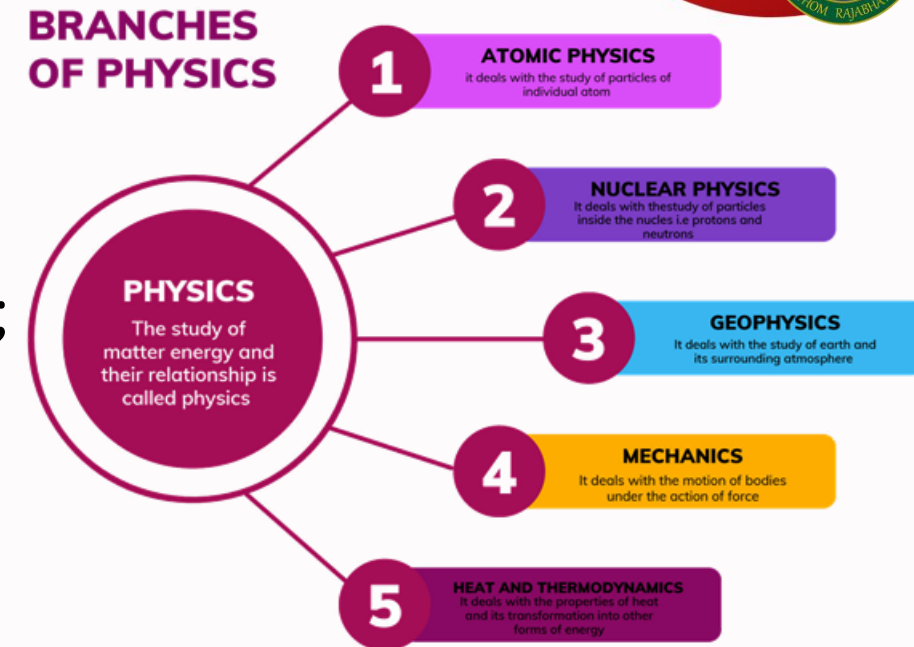 BRANCHES
OF PHYSICS
HOM RAJABHA
1
ATOMIC PHYSICS
it deals with the study of particles of
individual atom
2
NUCLEAR PHYSICS
It deals with thestudy of particles
inside the nucles i.e protons and
neutrons
PHYSICS
The study of
matter energy and
their relationship is
called physics
3
GEOPHYSICS
It deals with the study of earth and
its surrounding atmosphere
4
MECHANICS
It deals with the motion of bodies
under the action of force
5
HEAT AND THERMODYNAMICS
It deals with the properties of heat
and its transformation into other
forms of energy